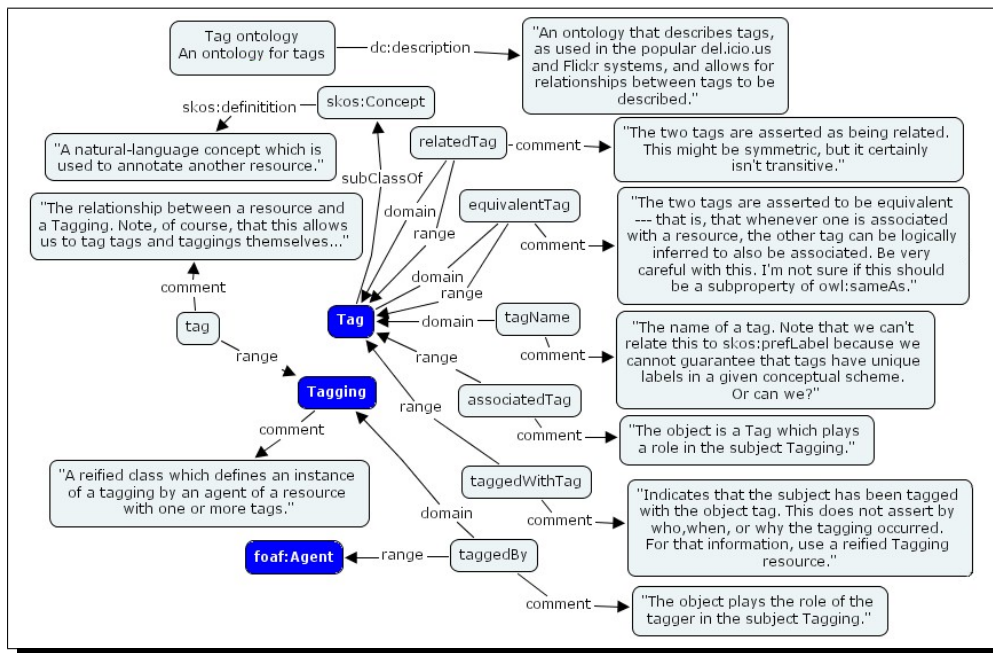 Tag ontology
An ontology for tags
dc:description
"An ontology that describes tags,
as used in the popular del.icio.us
and Flickr systems, and allows for
relationships between tags to be
described."
skos:definitition
skos:Concept
"A natural-language concept which is
used to annotate another resource."
subClassOf
relatedTag
comment
"The two tags are asserted as being related.
This might be symmetric, but it certainly
isn't transitive."
domain
range
"The relationship between a resource and
a Tagging. Note, of course, that this allows
us to tag tags and taggings themselves..."
equivalentTag
comment
"The two tags are asserted to be equivalent
--- that is, that whenever one is associated
with a resource, the other tag can be logically
inferred to also be associated. Be very
careful with this. I'm not sure if this should
be a subproperty of owl:sameAs."
domain
range
comment
tag
range
Tag
domain
tagName
comment
"The name of a tag. Note that we can't
relate this to skos:prefLabel because we
cannot guarantee that tags have unique
labels in a given conceptual scheme.
Or can we?"
range
associatedTag
comment
"The object is a Tag which plays
a role in the subject Tagging."
Tagging
comment
"A reified class which defines an instance
of a tagging by an agent of a resource
with one or more tags."
range
taggedWithTag
comment
"Indicates that the subject has been tagged
with the object tag. This does not assert by
who,when, or why the tagging occurred.
For that information, use a reified Tagging
resource."
domain
foaf:Agent
range
taggedBy
comment
"The object plays the role of the
tagger in the subject Tagging."